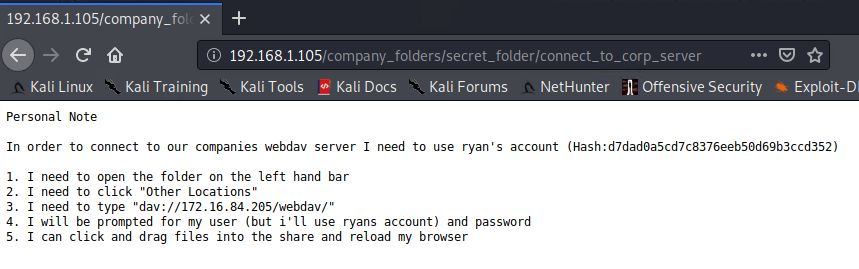 192.168.1.105/company_fol
192.168.1.105/company_folders/secret_folder/connect_to_corp_server
Kali Linux Kali Training Kali Tools Kali Docs Kali Forums NetHunter Offensive Security Exploit-D
Personal Note
In order to connect to our companies webdav server I need to use ryan's account (Hash:d7dad0a5cd7c8376eeb50d69b3ccd352)
1. I need to open the folder on the left hand bar
2. I need to click "Other Locations"
3. I need to type "dav://172.16.84.205/webdav/"
4. I will be prompted for my user (but i'll use ryans account) and password
5. I can click and drag files into the share and reload my browser